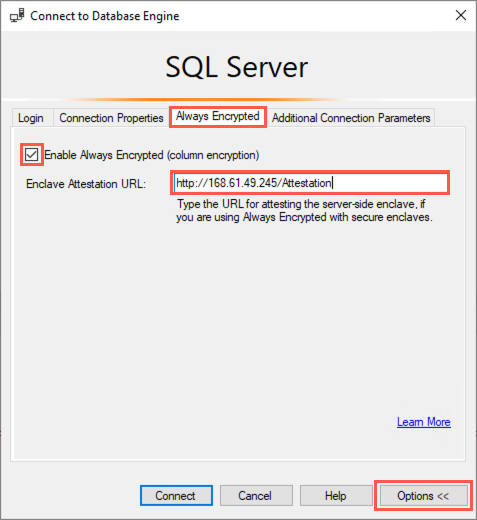 Connect to Database Engine
SQL Server
Login Connection Properties Always Encrypted Additional Connection Parameters
Enable Always Encrypted (column encryption)
Enclave Attestation URL: http://168.61.49.245/Attestation
Type the URL for attesting the server-side enclave, if
you are using Always Encrypted with secure enclaves.
Learn More
Connect Cancel Help Options <<